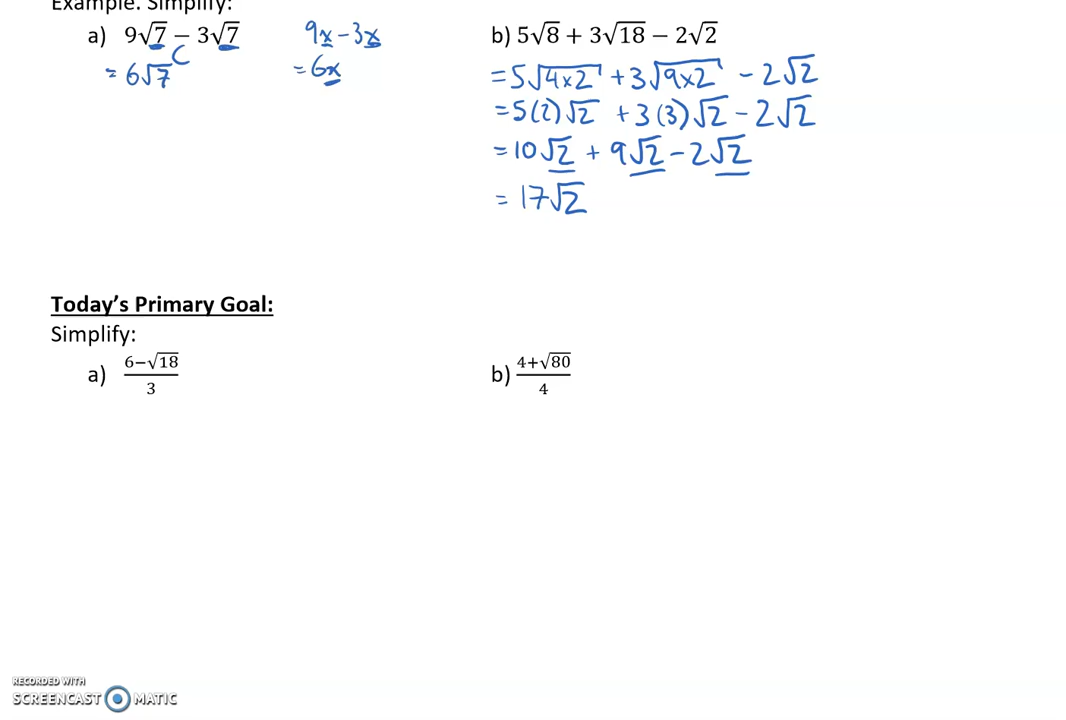 Example. Simplify:
a) 9√7 − 3√7
= 6√7
9x − 3x
= 6x
b) 5√8 + 3√18 − 2√2
= 5√4×2 + 3√9×2 − 2√2
= 5(2)√2 + 3(3)√2 − 2√2
= 10√2 + 9√2 − 2√2
= 17√2
Today's Primary Goal:
Simplify:
a) 6−√18
3
b) 4+√80
4
RECORDED WITH
SCREENCAST MATIC